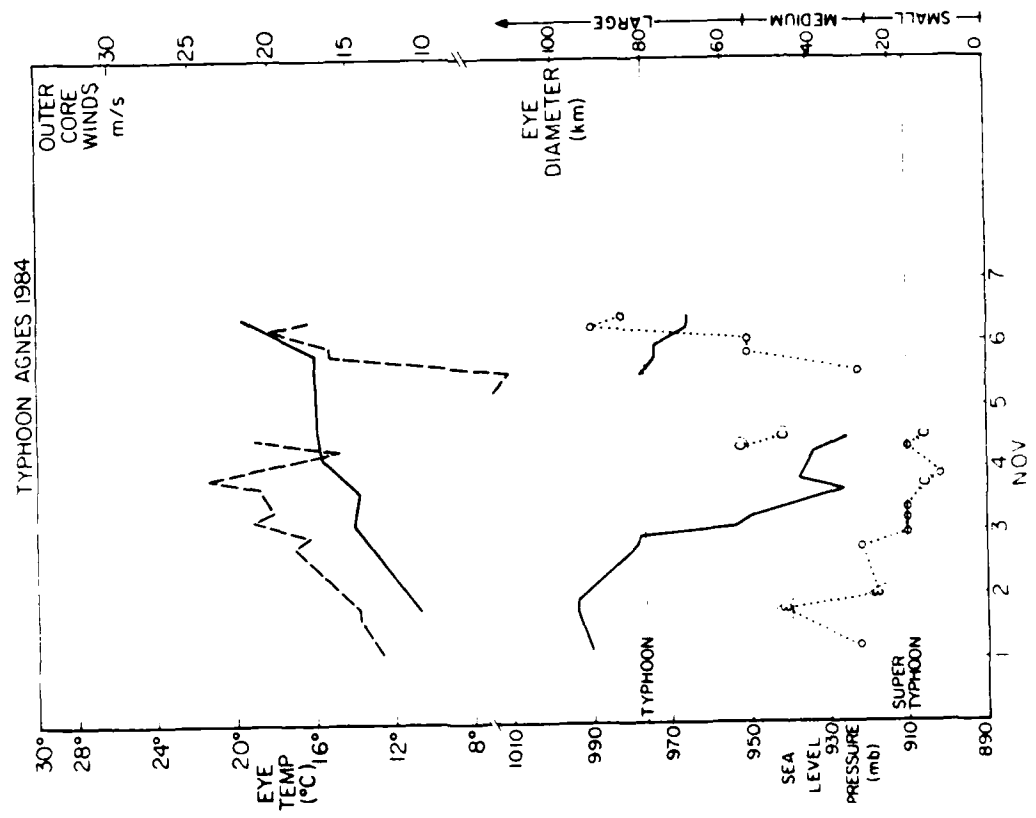 TYPHOON AGNES 1984
OUTER
CORE
WINDS
m/s
30
25
20
15
10
30°
28°
20°
16°
12°
8°
EYE
TEMP
(°C)
EYE
DIAMETER
(km)
100
80
60
40
20
0
LARGE
MEDIUM
SMALL
1010
990
970
950
930
910
890
SEA
LEVEL
PRESSURE
(mb)
TYPHOON
SUPER
TYPHOON
E
E
C
C
C
C
1
2
3
4
5
6
7
NOV